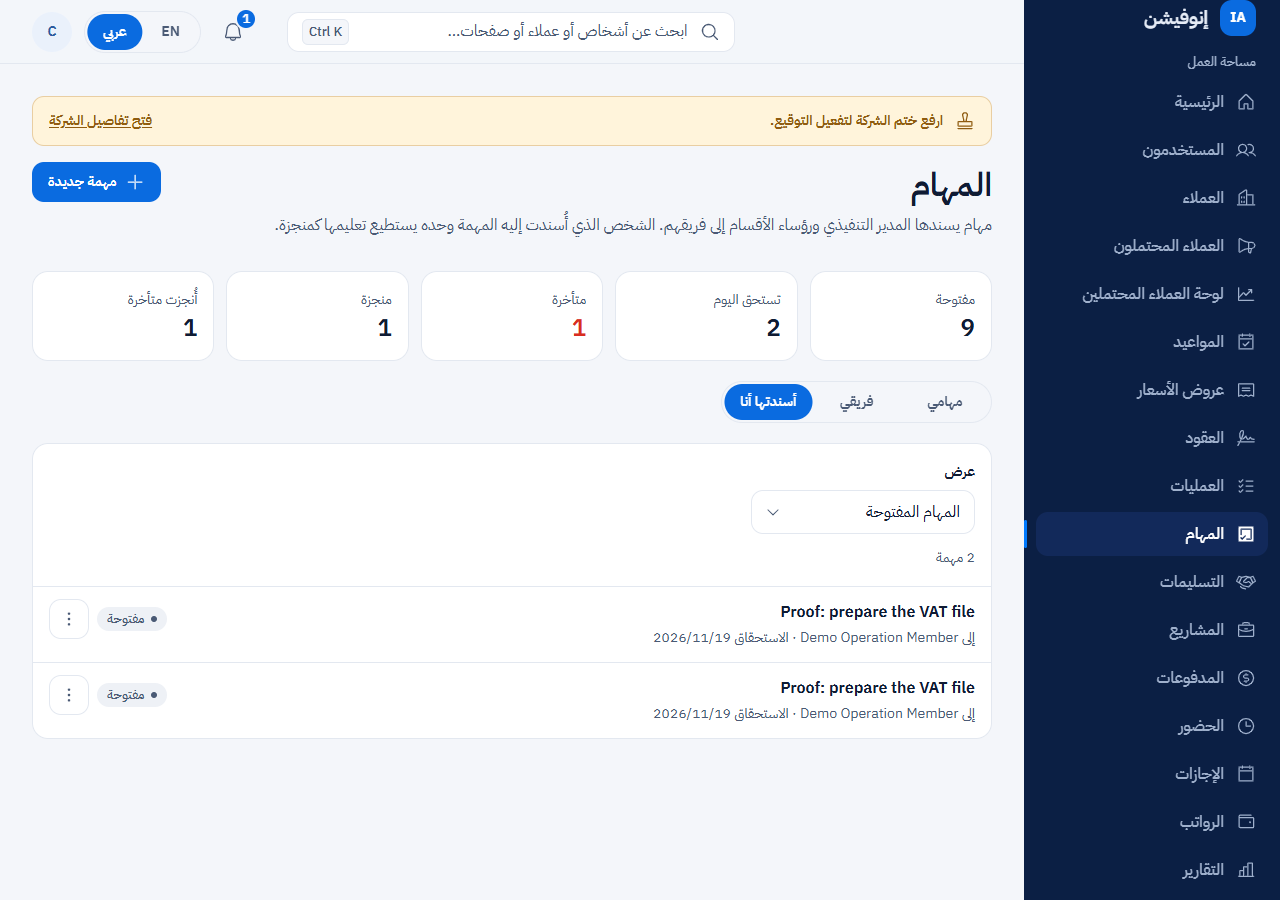 IA إنوفيشن
مساحة العمل
الرئيسية
المستخدمون
العملاء
العملاء المحتملون
لوحة العملاء المحتملين
المواعيد
عروض الأسعار
العقود
العمليات
المهام
التسليمات
المشاريع
المدفوعات
الحضور
الإجازات
الرواتب
التقارير
ابحث عن أشخاص أو عملاء أو صفحات... Ctrl K
1
EN عربي
C
ارفع ختم الشركة لتفعيل التوقيع. فتح تفاصيل الشركة
المهام
مهمة جديدة
مهام يسندها المدير التنفيذي ورؤساء الأقسام إلى فريقهم. الشخص الذي أُسندت إليه المهمة وحده يستطيع تعليمها كمنجزة.
مفتوحة
9
تستحق اليوم
2
متأخرة
1
منجزة
1
أُنجزت متأخرة
1
مهامي فريقي أسندتها أنا
عرض
المهام المفتوحة
2 مهمة
Proof: prepare the VAT file
إلى Demo Operation Member · الاستحقاق 2026/11/19
مفتوحة
Proof: prepare the VAT file
إلى Demo Operation Member · الاستحقاق 2026/11/19
مفتوحة